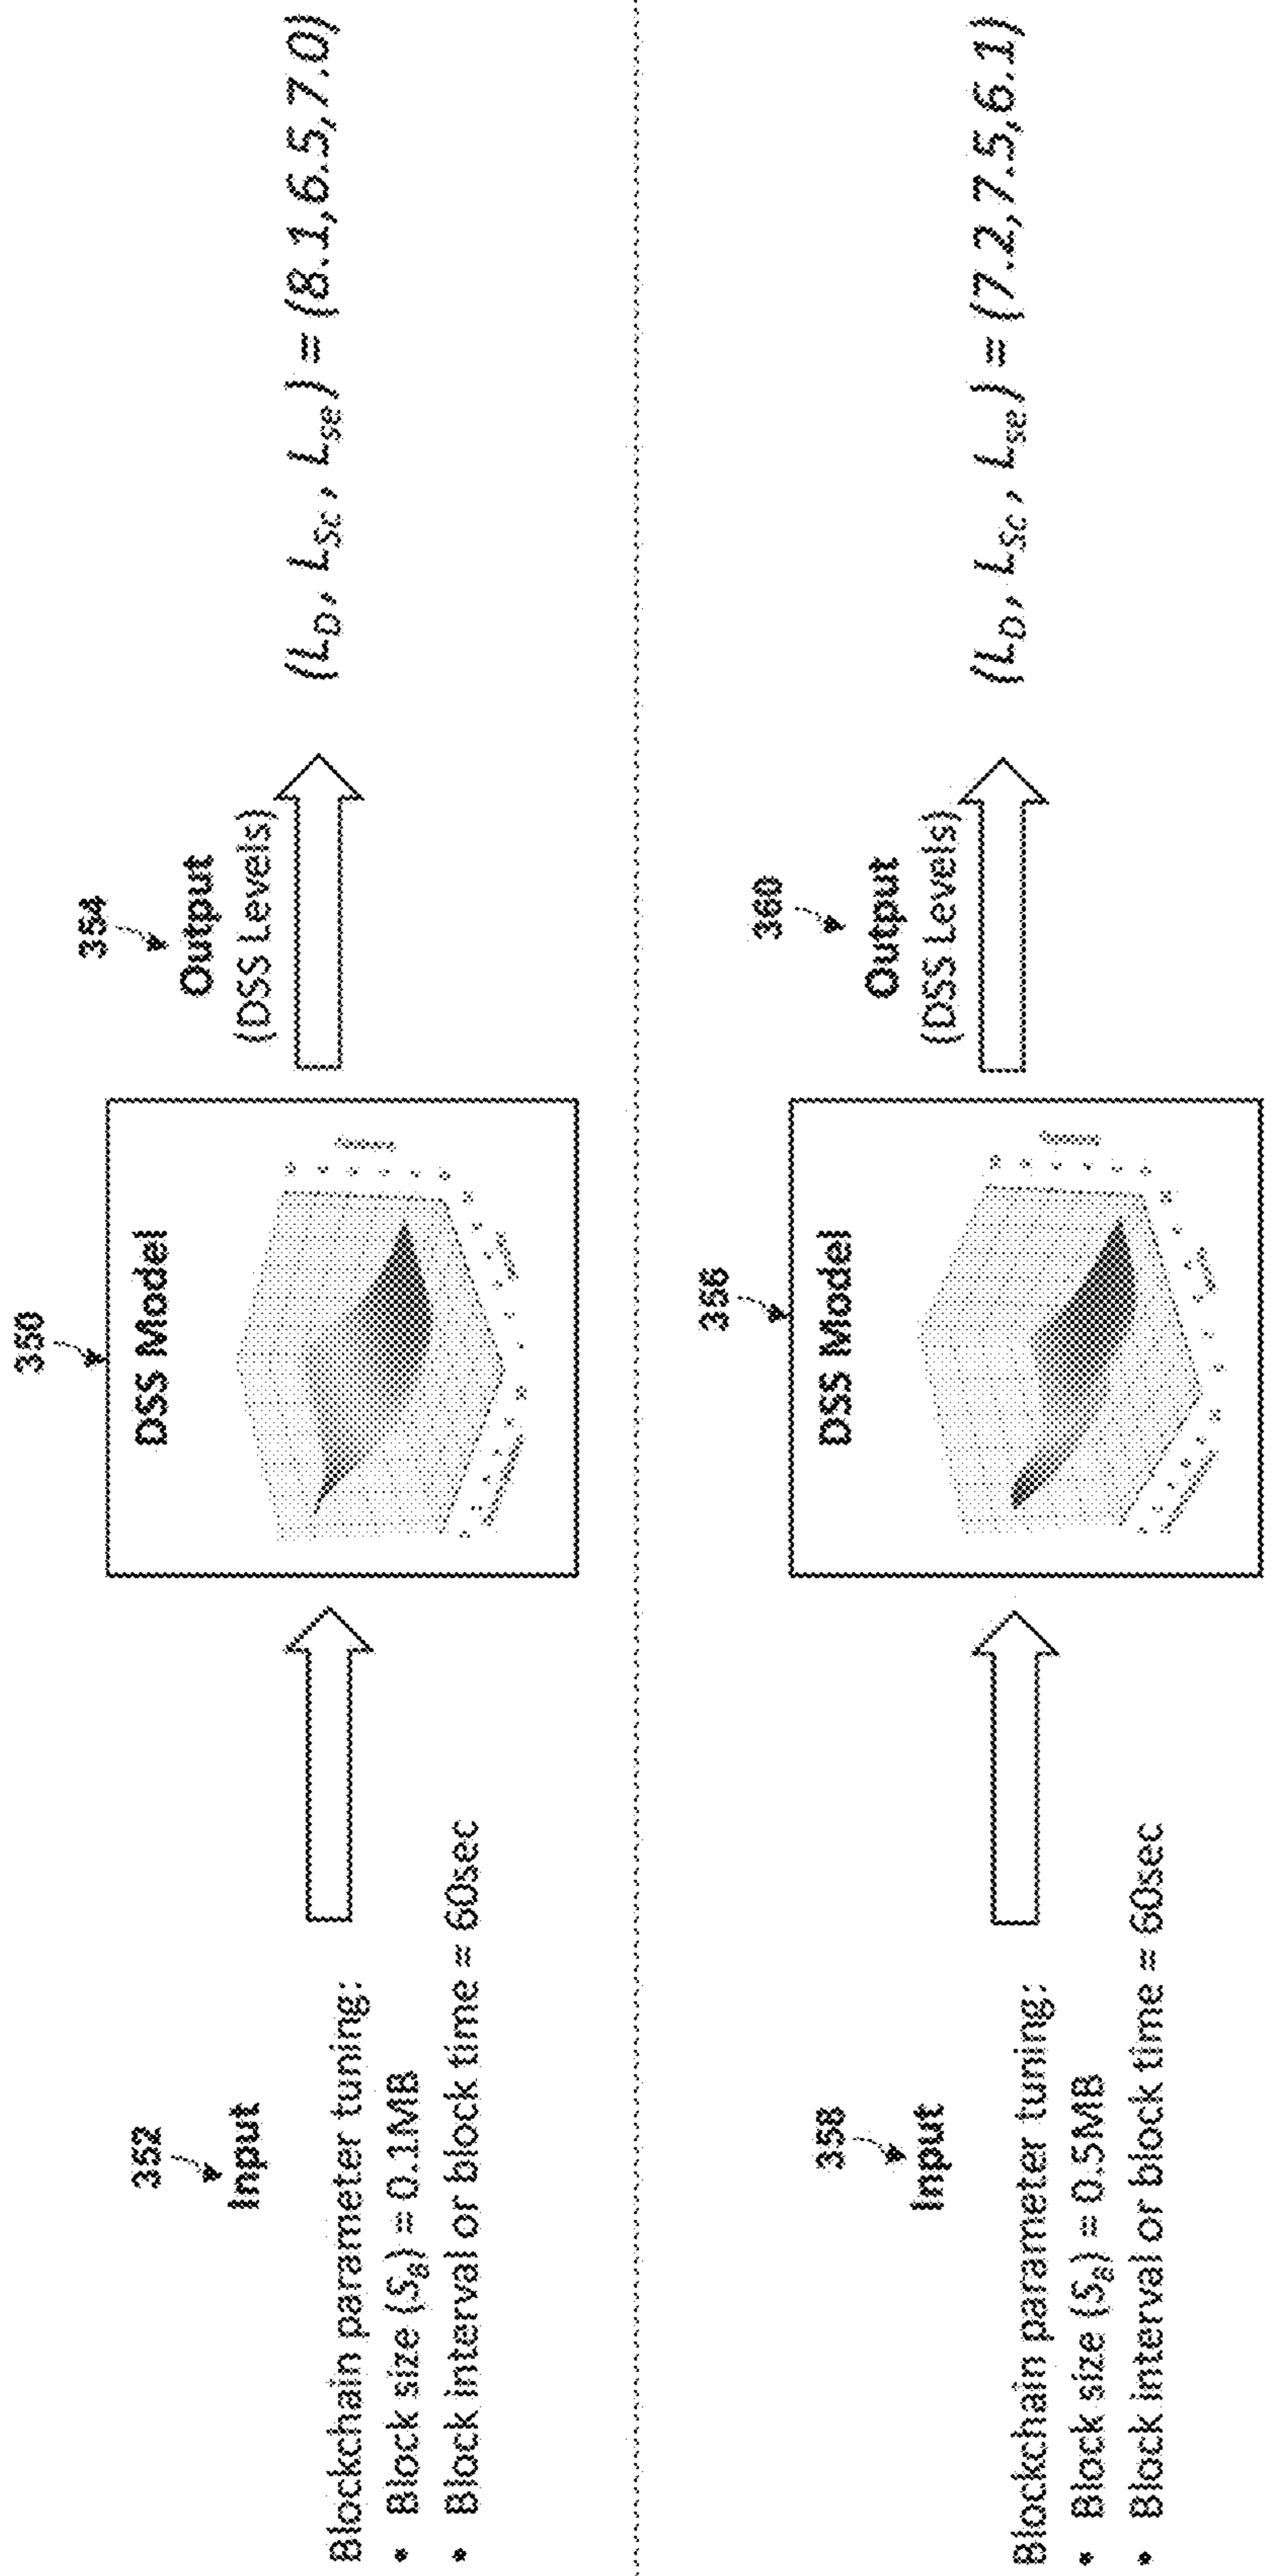 352
Input
Blockchain parameter tuning:
• Block size (S_B) = 0.1MB
• Block interval or block time = 60sec
350
DSS Model
354
Output
(DSS Levels)
(L_D, L_Sc, L_se) = (8.1,6.5,7.0)
358
Input
Blockchain parameter tuning:
• Block size (S_B) = 0.5MB
• Block interval or block time = 60sec
356
DSS Model
360
Output
(DSS Levels)
(L_D, L_Sc, L_se) = (7.2,7.5,6.1)